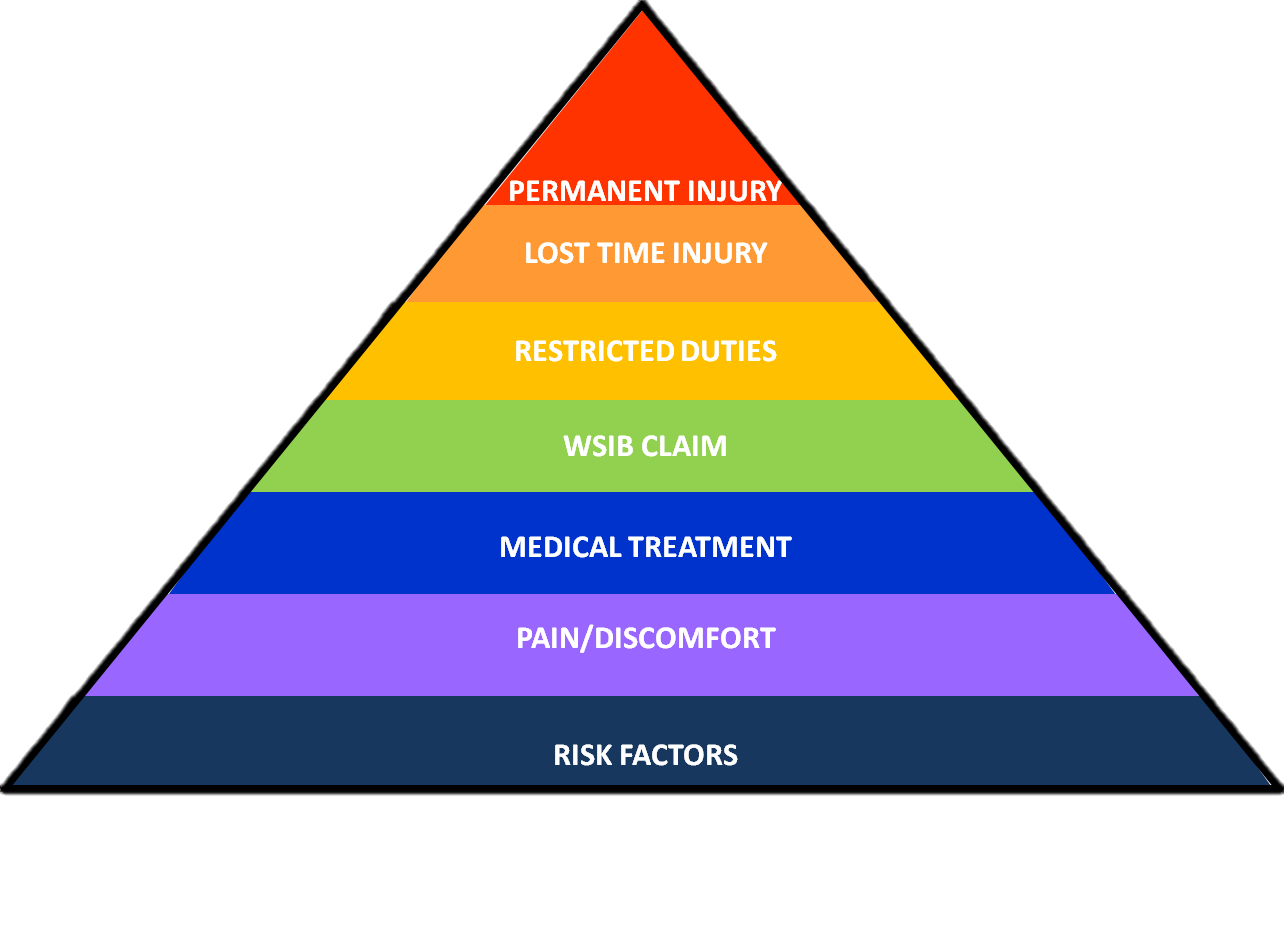 PERMANENT INJURY
LOST TIME INJURY
RESTRICTED DUTIES
WSIB CLAIM
MEDICAL TREATMENT
PAIN/DISCOMFORT
RISK FACTORS